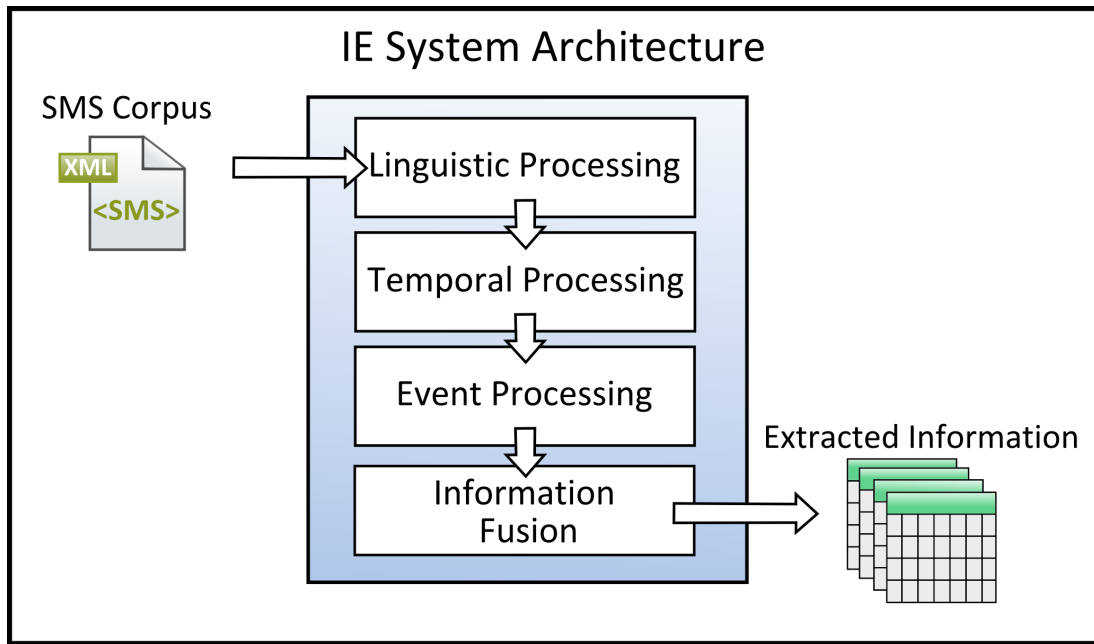 IE System Architecture
SMS Corpus
XML
<SMS>
Linguistic Processing
Temporal Processing
Event Processing
Information
Fusion
Extracted Information